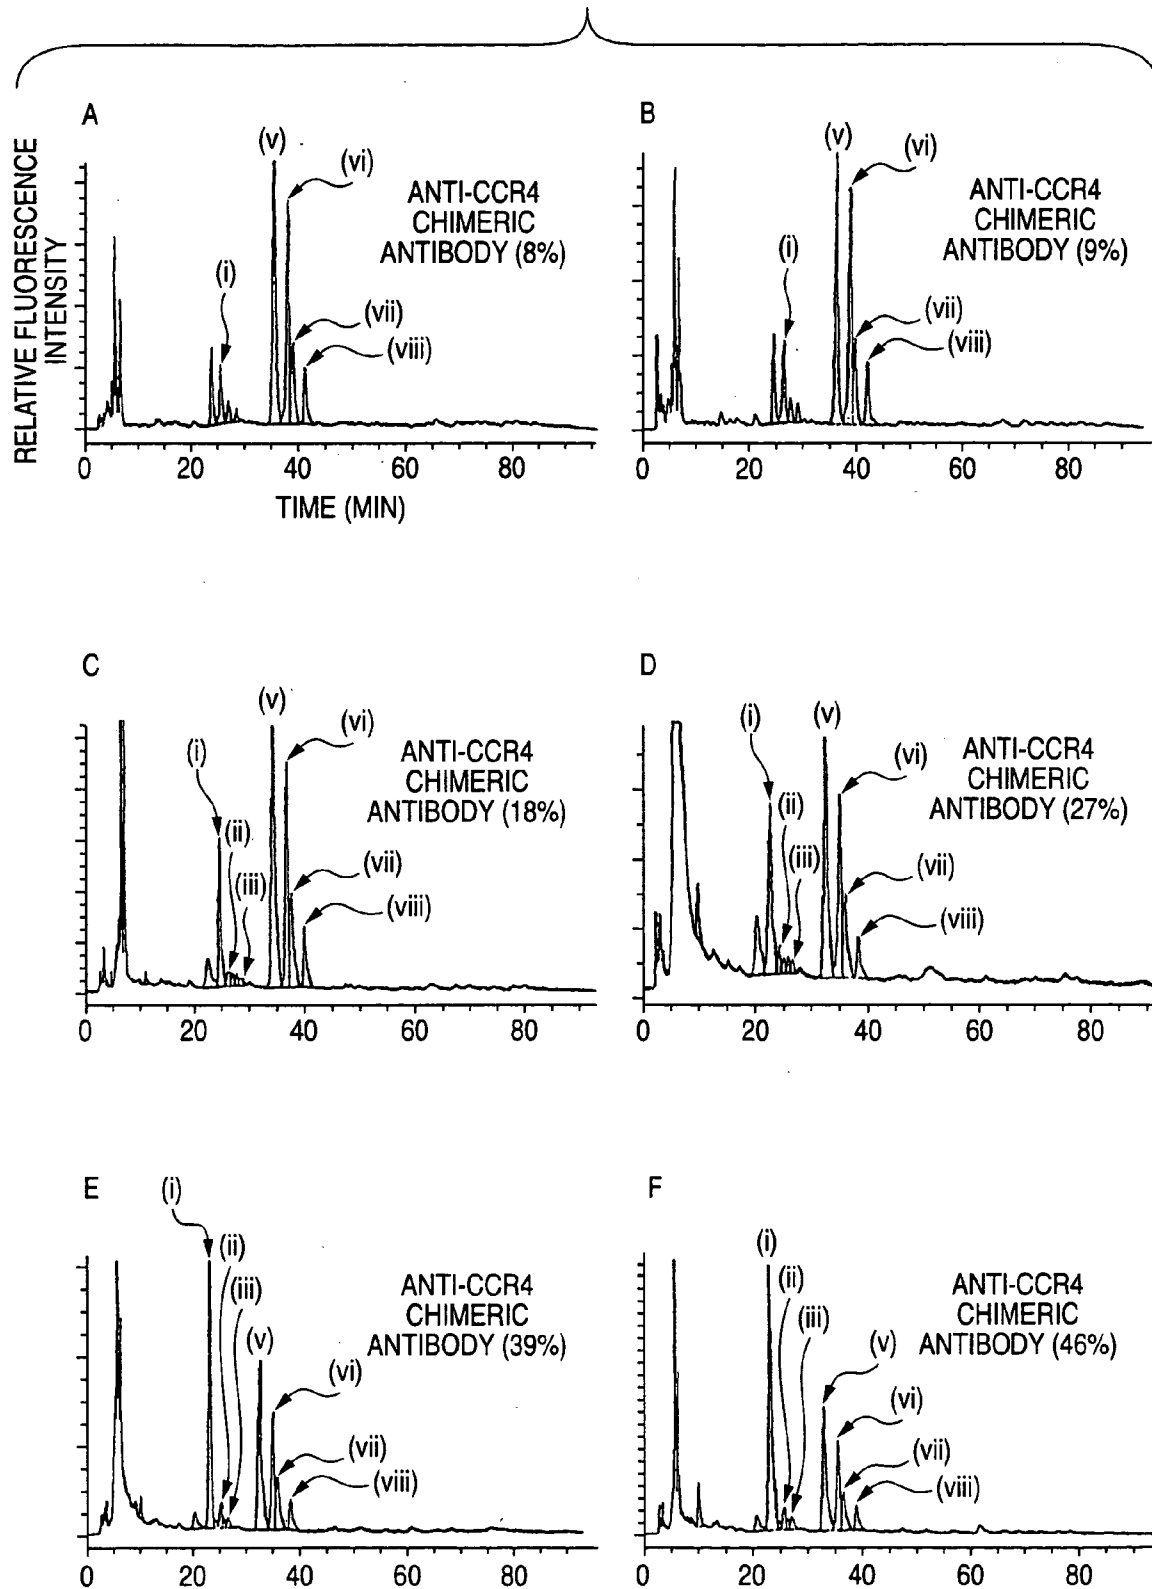 A
RELATIVE FLUORESCENCE
INTENSITY
(v)
(vi)
(i)
(vii)
(viii)
ANTI-CCR4
CHIMERIC
ANTIBODY (8%)
0 20 40 60 80
TIME (MIN)
B
(v)
(vi)
(i)
(vii)
(viii)
ANTI-CCR4
CHIMERIC
ANTIBODY (9%)
0 20 40 60 80
C
(v)
(vi)
(i)
(ii)
(iii)
(vii)
(viii)
ANTI-CCR4
CHIMERIC
ANTIBODY (18%)
0 20 40 60 80
D
(i)
(v)
(vi)
(ii)
(iii)
(vii)
(viii)
ANTI-CCR4
CHIMERIC
ANTIBODY (27%)
0 20 40 60 80
E
(i)
(ii)
(iii)
(v)
(vi)
(vii)
(viii)
ANTI-CCR4
CHIMERIC
ANTIBODY (39%)
0 20 40 60 80
F
(i)
(ii)
(iii)
(v)
(vi)
(vii)
(viii)
ANTI-CCR4
CHIMERIC
ANTIBODY (46%)
0 20 40 60 80